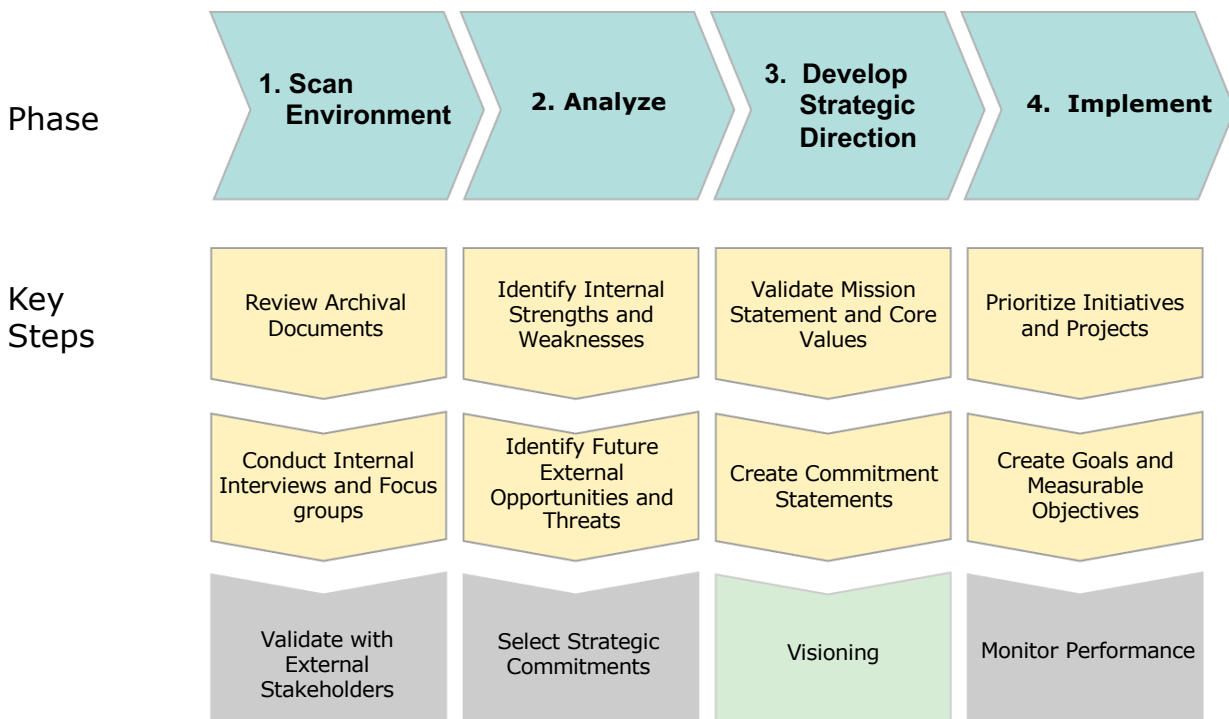 Phase
1. Scan
Environment
2. Analyze
3. Develop
Strategic
Direction
4. Implement
Key
Steps
Review Archival
Documents
Identify Internal
Strengths and
Weaknesses
Validate Mission
Statement and Core
Values
Prioritize Initiatives
and Projects
Conduct Internal
Interviews and Focus
groups
Identify Future
External
Opportunities and
Threats
Create Commitment
Statements
Create Goals and
Measurable
Objectives
Validate with
External
Stakeholders
Select Strategic
Commitments
Visioning
Monitor Performance